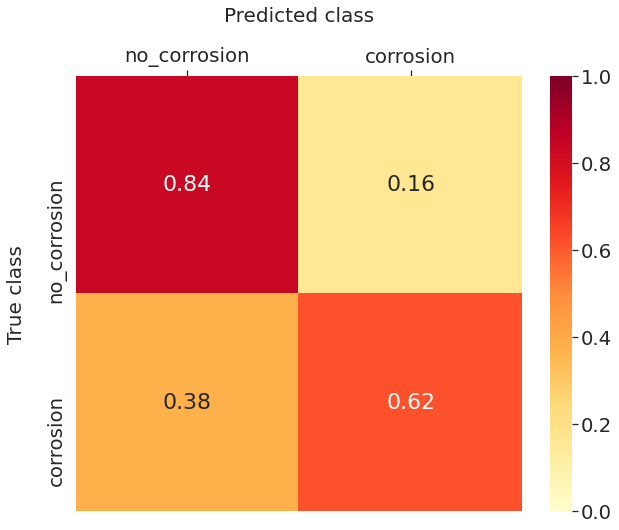 Predicted class
no_corrosion
corrosion
1.0
0.8
0.6
0.4
0.2
0.0
True class
no_corrosion
corrosion
0.84
0.16
0.38
0.62